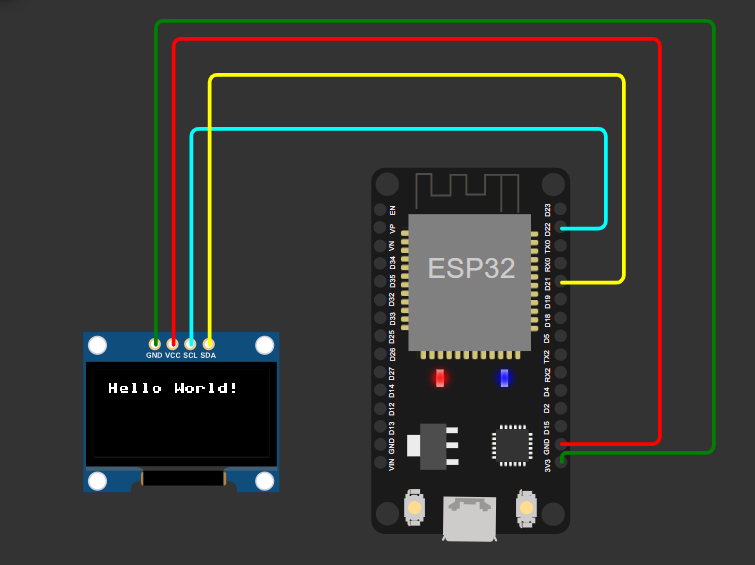 EN
VP
VN
D34
D35
D32
D33
D25
D26
D27
D14
D12
D13
GND
VIN
ESP32
D23
D22
TX0
RX0
D21
D19
D18
D5
TX2
RX2
D4
D2
D15
GND
3V3
GND VCC SCL SDA
Hello World!